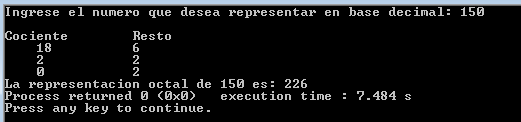 Ingrese el numero que desea representar en base decimal: 150
Cociente Resto
18 6
2 2
0 2
La representacion octal de 150 es: 226
Process returned 0 (0x0) execution time : 7.484 s
Press any key to continue.